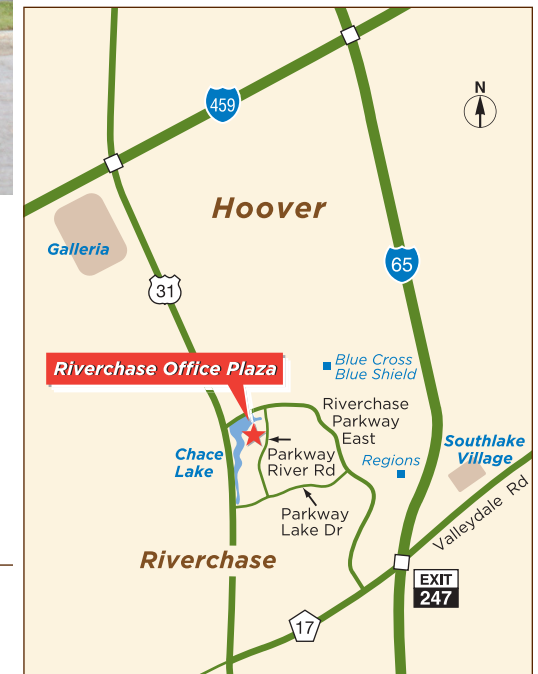 459
N
Hoover
Galleria
65
31
Riverchase Office Plaza
Blue Cross
Blue Shield
Riverchase
Parkway
East
Chace
Lake
Parkway
River Rd
Regions
Southlake
Village
Parkway
Lake Dr
Valleydale Rd
Riverchase
EXIT
247
17